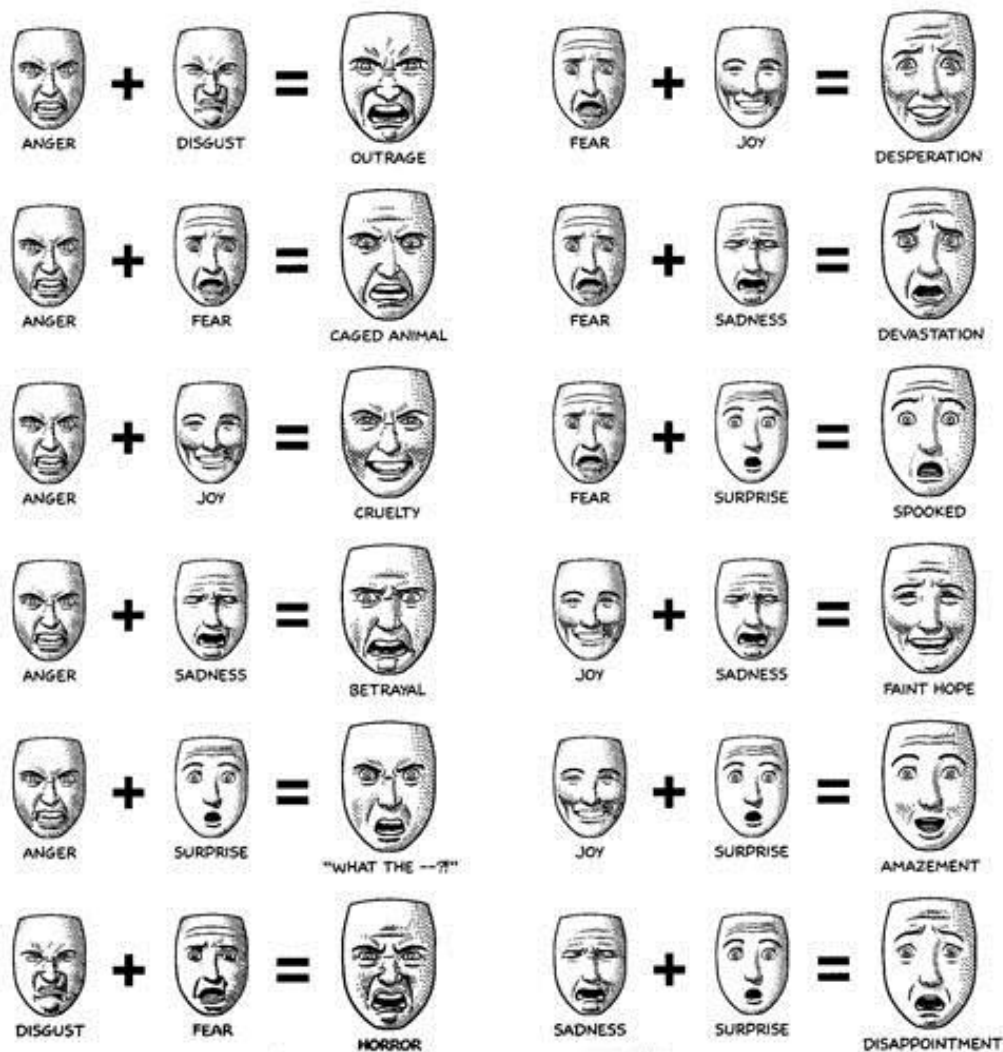 ANGER + DISGUST = OUTRAGE
FEAR + JOY = DESPERATION
ANGER + FEAR = CAGED ANIMAL
FEAR + SADNESS = DEVASTATION
ANGER + JOY = CRUELTY
FEAR + SURPRISE = SPOOKED
ANGER + SADNESS = BETRAYAL
JOY + SADNESS = FAINT HOPE
ANGER + SURPRISE = "WHAT THE --?!"
JOY + SURPRISE = AMAZEMENT
DISGUST + FEAR = HORROR
SADNESS + SURPRISE = DISAPPOINTMENT